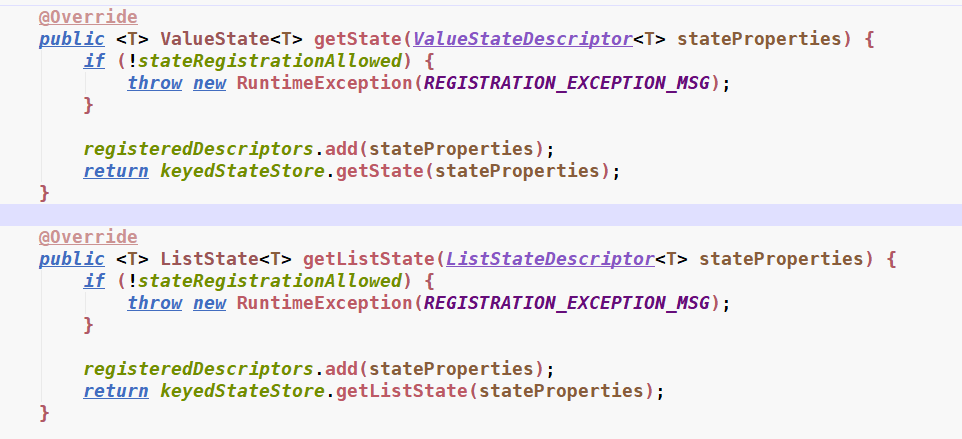 @Override
public <T> ValueState<T> getState(ValueStateDescriptor<T> stateProperties) {
    if (!stateRegistrationAllowed) {
        throw new RuntimeException(REGISTRATION_EXCEPTION_MSG);
    }

    registeredDescriptors.add(stateProperties);
    return keyedStateStore.getState(stateProperties);
}

@Override
public <T> ListState<T> getListState(ListStateDescriptor<T> stateProperties) {
    if (!stateRegistrationAllowed) {
        throw new RuntimeException(REGISTRATION_EXCEPTION_MSG);
    }

    registeredDescriptors.add(stateProperties);
    return keyedStateStore.getListState(stateProperties);
}